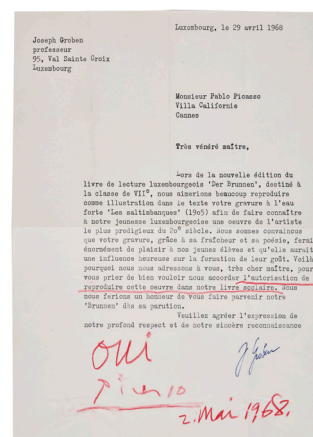 Luxembourg, le 29 avril 1968
Joseph Groben
professeur
95, Val Sainte Croix
Luxembourg
Monsieur Pablo Picasso
Villa Californie
Cannes
Très vénéré maître,
Lors de la nouvelle édition du
livre de lecture luxembourgeois 'Der Brunnen', destiné à
la classe de VIIe, nous aimerions beaucoup reproduire
comme illustration dans le texte votre gravure à l'eau
forte 'Les saltimbanques' (1905) afin de faire connaître
à notre jeunesse luxembourgeoise une oeuvre de l'artiste
le plus prodigieux du 20e siècle. Nous sommes convaincus
que votre gravure, grâce à sa fraîcheur et sa poésie, ferai
énormément de plaisir à nos jeunes élèves et qu'elle aurait
une influence heureuse sur la formation de leur goût. Voilà
pourquoi nous nous adressons à vous, très cher maître, pour
vous prier de bien vouloir nous accorder l'autorisation de
reproduire cette oeuvre dans notre livre scolaire. Nous
nous ferions un honneur de vous faire parvenir notre
'Brunnen' dès sa parution.
Veuillez agréer l'expression de
notre profond respect et de notre sincère reconnaissance
J Groben
oui
Picasso
2. Mai 1968.